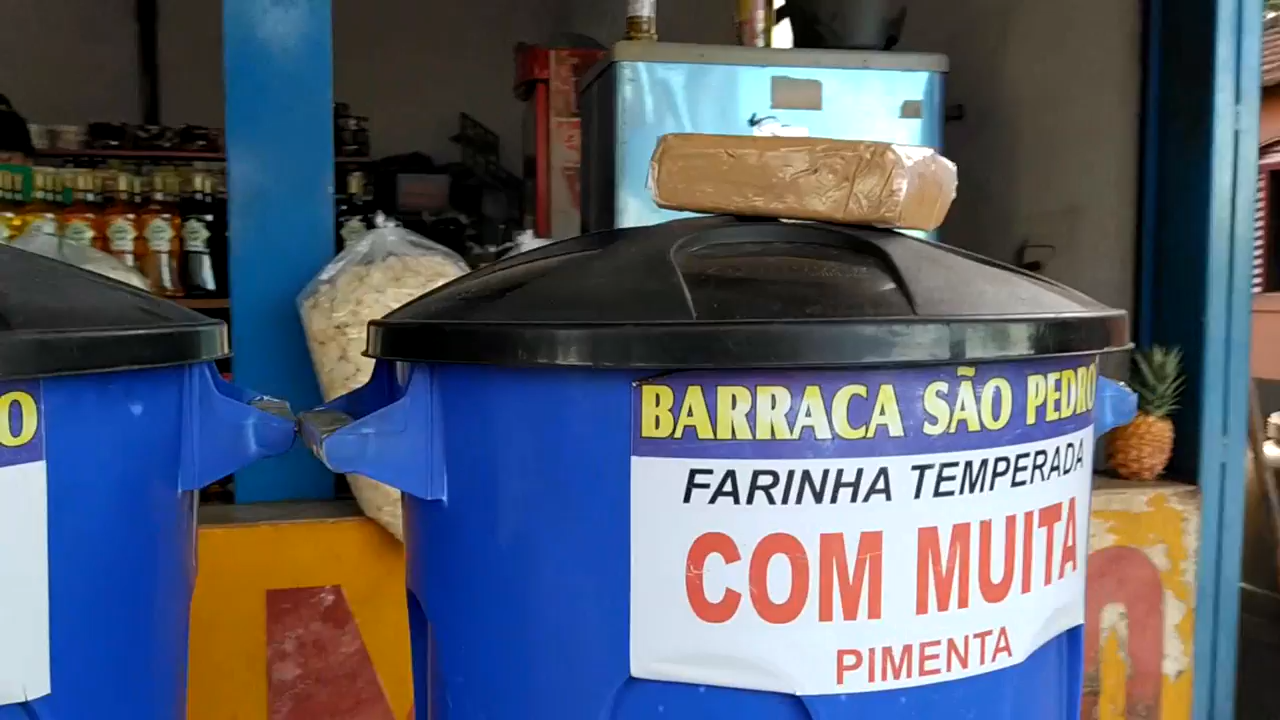 BARRACA SÃO PEDRO
FARINHA TEMPERADA
COM MUITA
PIMENTA
O